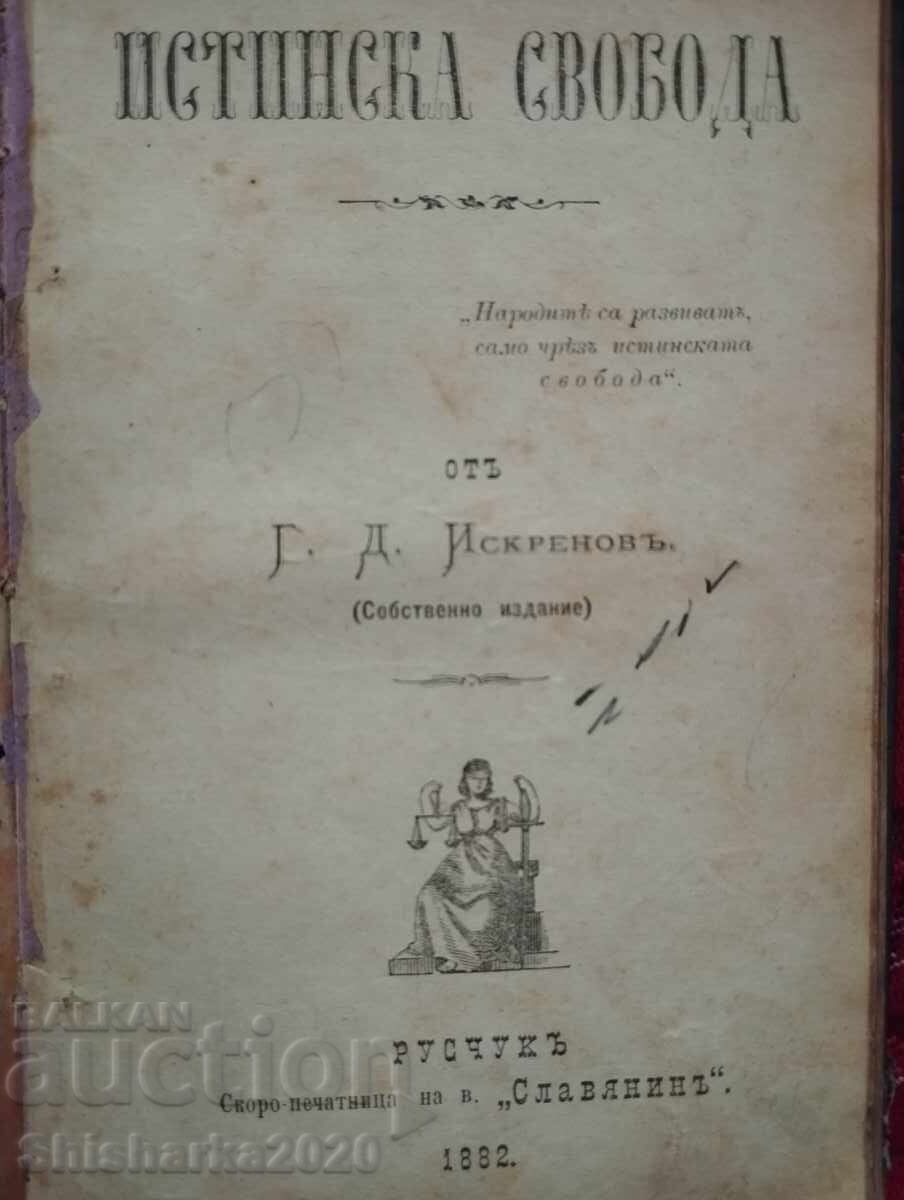 ИСТИНСКА СВОБОДА
„Народитѣ са развиватъ,
само чрѣзъ истинската
свобода“.
отъ
Г. Д. Искреновъ.
(Собственно издание)
РУСЧУКЪ
Скоро-печатница на в. „Славянинъ“.
1882.
BALKAN
auction
Shisharka2020